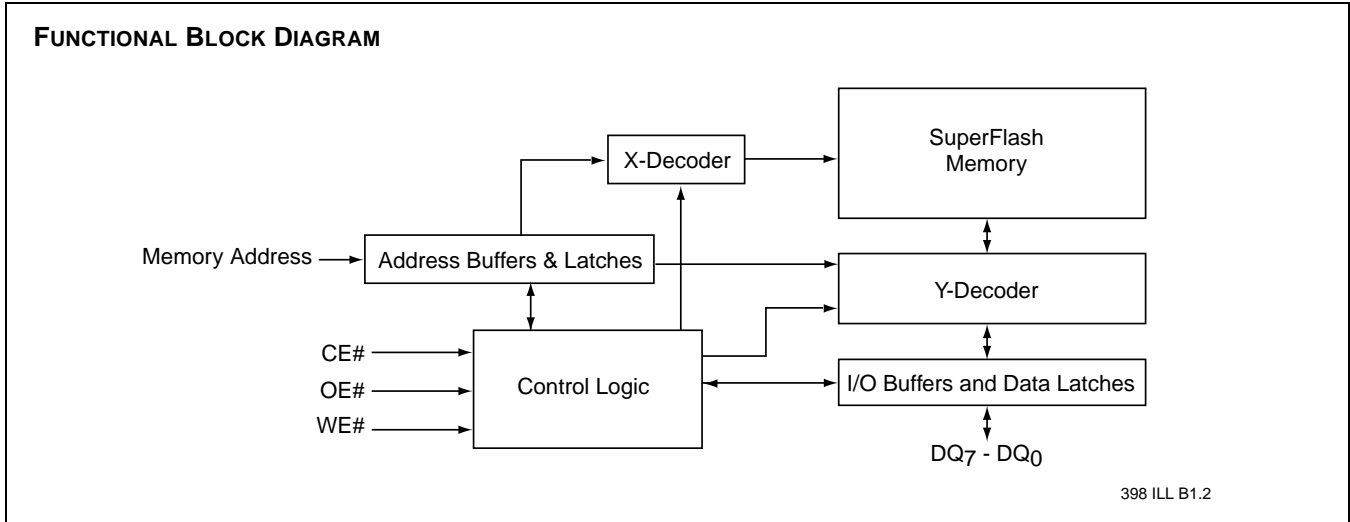 FUNCTIONAL BLOCK DIAGRAM
SuperFlash
Memory
X-Decoder
Memory Address
Address Buffers & Latches
Y-Decoder
CE#
OE#
WE#
Control Logic
I/O Buffers and Data Latches
DQ7 - DQ0
398 ILL B1.2